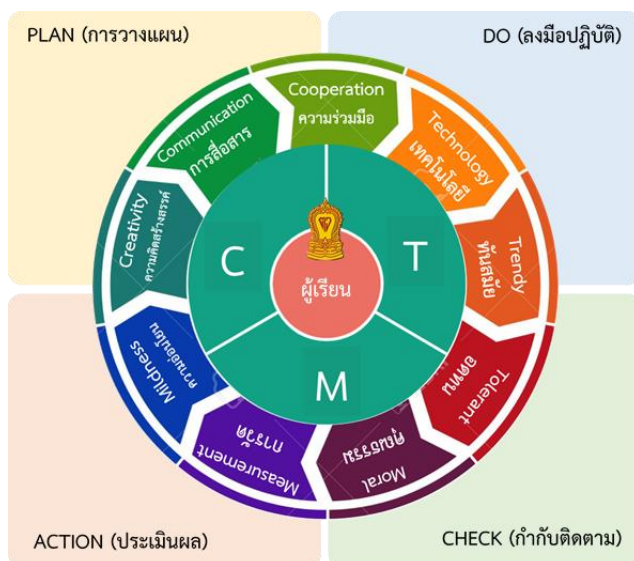 PLAN (การวางแผน)
DO (ลงมือปฏิบัติ)
Cooperation
ความร่วมมือ
Technology
เทคโนโลยี
Trendy
ทันสมัย
Tolerant
อดทน
Moral
คุณธรรม
Measurement
การวัด
Mildness
ความอ่อนโยน
Creativity
ความคิดสร้างสรรค์
Communication
การสื่อสาร
C
T
M
ผู้เรียน
ACTION (ประเมินผล)
CHECK (กำกับติดตาม)